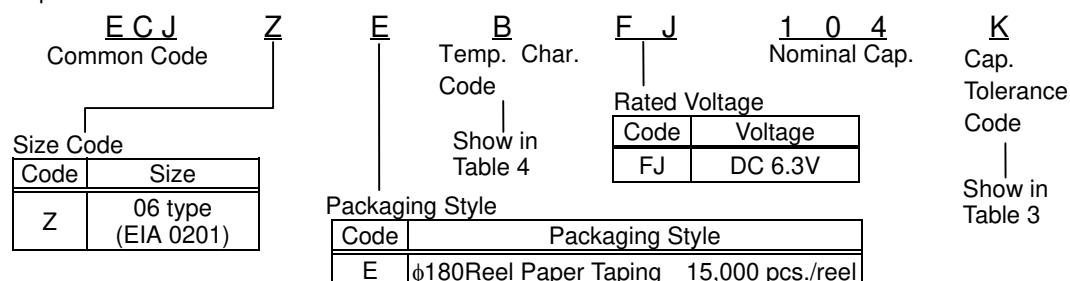 E C J Z E B F J 1 0 4 K
Common Code
Temp. Char.
Code
Nominal Cap.
Cap.
Tolerance
Code
Rated Voltage
Code Voltage
FJ DC 6.3V
Show in
Table 4
Show in
Table 3
Size Code
Code Size
Z 06 type
(EIA 0201)
Packaging Style
Code Packaging Style
E ϕ180Reel Paper Taping 15,000 pcs./reel